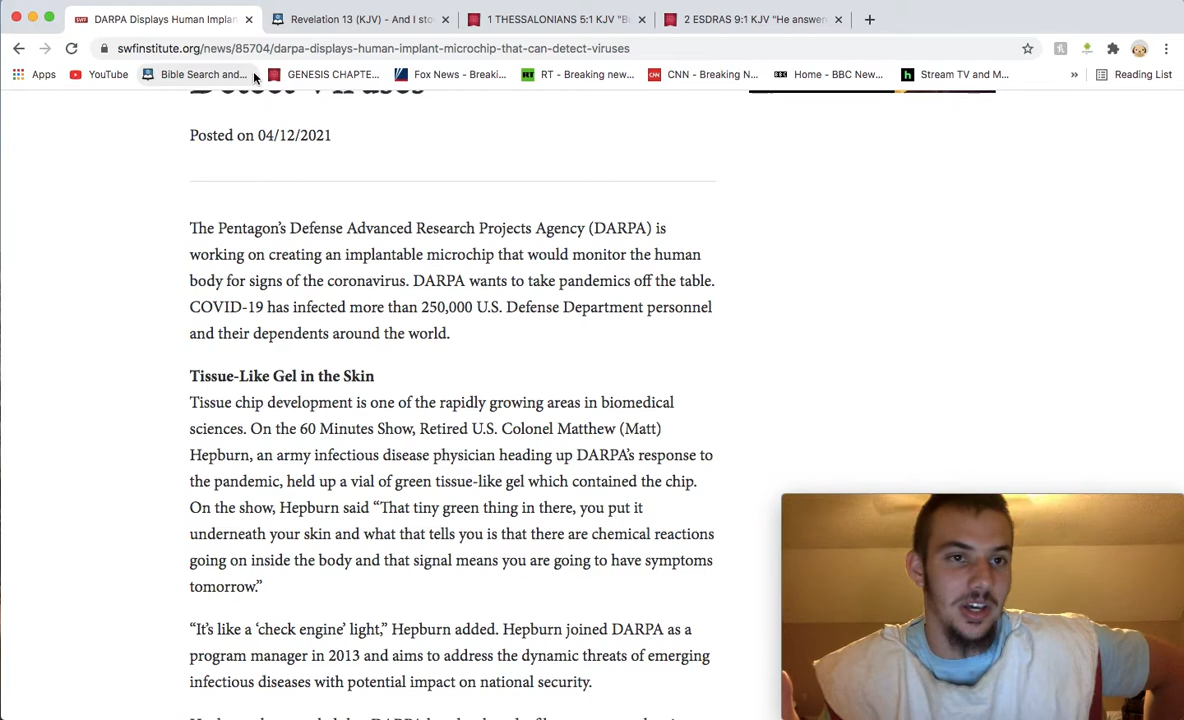 DARPA Displays Human Implan
Revelation 13 (KJV) - And I sto
1 THESSALONIANS 5:1 KJV "B
2 ESDRAS 9:1 KJV "He answer
swfinstitute.org/news/85704/darpa-displays-human-implant-microchip-that-can-detect-viruses
Apps YouTube Bible Search and... GENESIS CHAPTE... Fox News - Breaki... RT - Breaking new... CNN - Breaking N... Home - BBC New... Stream TV and M... » Reading List
Detect Viruses
Posted on 04/12/2021
The Pentagon’s Defense Advanced Research Projects Agency (DARPA) is
working on creating an implantable microchip that would monitor the human
body for signs of the coronavirus. DARPA wants to take pandemics off the table.
COVID-19 has infected more than 250,000 U.S. Defense Department personnel
and their dependents around the world.
Tissue-Like Gel in the Skin
Tissue chip development is one of the rapidly growing areas in biomedical
sciences. On the 60 Minutes Show, Retired U.S. Colonel Matthew (Matt)
Hepburn, an army infectious disease physician heading up DARPA’s response to
the pandemic, held up a vial of green tissue-like gel which contained the chip.
On the show, Hepburn said “That tiny green thing in there, you put it
underneath your skin and what that tells you is that there are chemical reactions
going on inside the body and that signal means you are going to have symptoms
tomorrow.”
“It’s like a ‘check engine’ light,” Hepburn added. Hepburn joined DARPA as a
program manager in 2013 and aims to address the dynamic threats of emerging
infectious diseases with potential impact on national security.